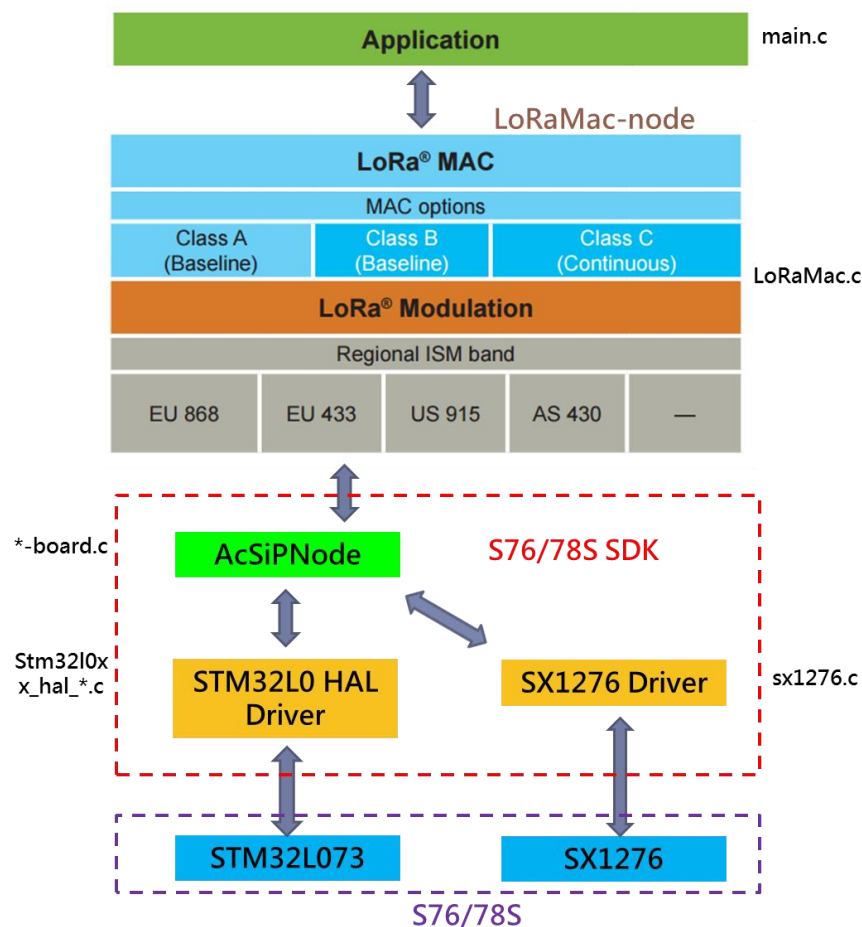 Application
main.c
LoRaMac-node
LoRa® MAC
MAC options
Class A
(Baseline)
Class B
(Baseline)
Class C
(Continuous)
LoRaMac.c
LoRa® Modulation
Regional ISM band
EU 868
EU 433
US 915
AS 430
—
*-board.c
AcSiPNode
S76/78S SDK
Stm32l0x
x_hal_*.c
STM32L0 HAL
Driver
SX1276 Driver
sx1276.c
STM32L073
SX1276
S76/78S